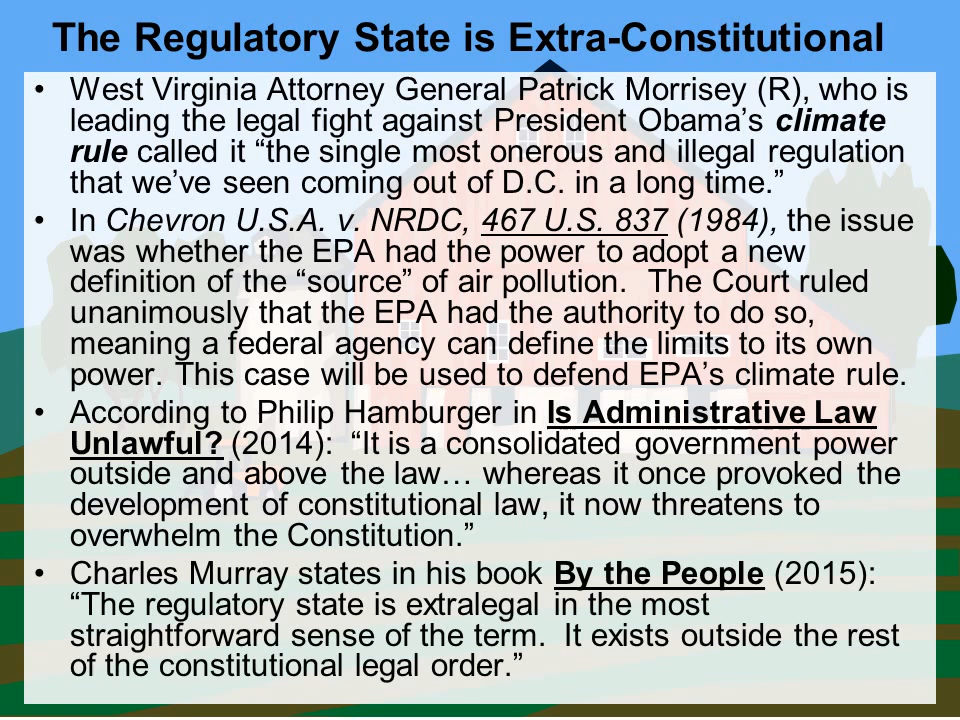 The Regulatory State is Extra-Constitutional
• West Virginia Attorney General Patrick Morrisey (R), who is
leading the legal fight against President Obama’s climate
rule called it “the single most onerous and illegal regulation
that we’ve seen coming out of D.C. in a long time.”
• In Chevron U.S.A. v. NRDC, 467 U.S. 837 (1984), the issue
was whether the EPA had the power to adopt a new
definition of the “source” of air pollution.  The Court ruled
unanimously that the EPA had the authority to do so,
meaning a federal agency can define the limits to its own
power. This case will be used to defend EPA’s climate rule.
• According to Philip Hamburger in Is Administrative Law
Unlawful? (2014):  “It is a consolidated government power
outside and above the law… whereas it once provoked the
development of constitutional law, it now threatens to
overwhelm the Constitution.”
• Charles Murray states in his book By the People (2015):
“The regulatory state is extralegal in the most
straightforward sense of the term.  It exists outside the rest
of the constitutional legal order.”